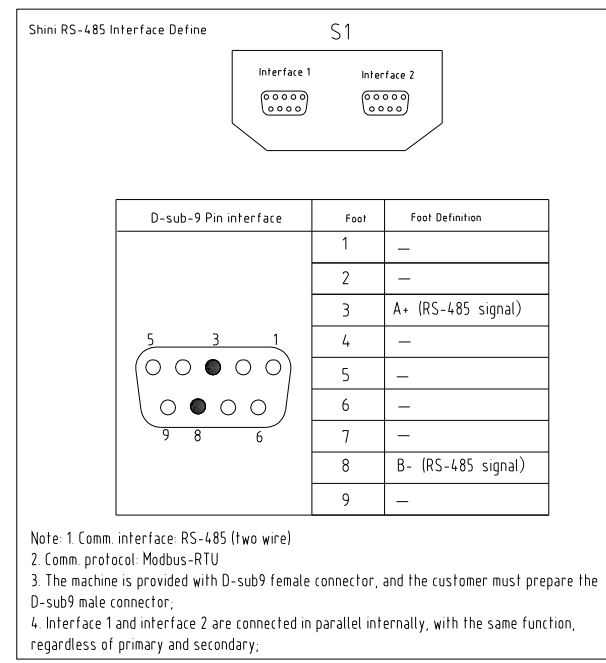 Shini RS-485 Interface Define
S1
Interface 1
Interface 2
D-sub-9 Pin interface Foot Foot Definition
1 —
2 —
3 A+ (RS-485 signal)
4 —
5 —
6 —
7 —
8 B- (RS-485 signal)
9 —
5 3 1
9 8 6
Note: 1. Comm. interface: RS-485 (two wire)
2. Comm. protocol: Modbus-RTU
3. The machine is provided with D-sub9 female connector, and the customer must prepare the
D-sub9 male connector;
4. Interface 1 and interface 2 are connected in parallel internally, with the same function,
regardless of primary and secondary;